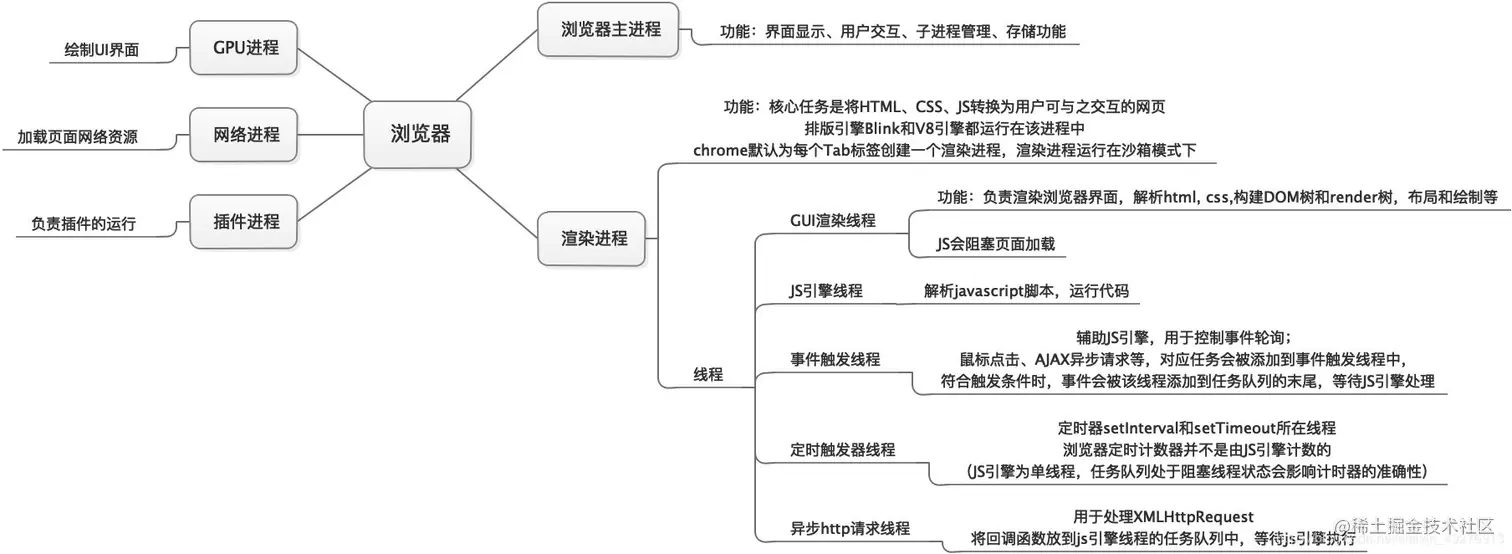 浏览器
GPU进程
绘制UI界面
网络进程
加载页面网络资源
插件进程
负责插件的运行
浏览器主进程
功能：界面显示、用户交互、子进程管理、存储功能
渲染进程
功能：核心任务是将HTML、CSS、JS转换为用户可与之交互的网页
排版引擎Blink和V8引擎都运行在该进程中
chrome默认为每个Tab标签创建一个渲染进程，渲染进程运行在沙箱模式下
线程
GUI渲染线程
功能：负责渲染浏览器界面，解析html, css,构建DOM树和render树，布局和绘制等
JS会阻塞页面加载
JS引擎线程
解析javascript脚本，运行代码
事件触发线程
辅助JS引擎，用于控制事件轮询；
鼠标点击、AJAX异步请求等，对应任务会被添加到事件触发线程中，
符合触发条件时，事件会被该线程添加到任务队列的末尾，等待JS引擎处理
定时触发器线程
定时器setInterval和setTimeout所在线程
浏览器定时计数器并不是由JS引擎计数的
（JS引擎为单线程，任务队列处于阻塞线程状态会影响计时器的准确性）
异步http请求线程
用于处理XMLHttpRequest
将回调函数放到js引擎线程的任务队列中，等待js引擎执行
@稀土掘金技术社区